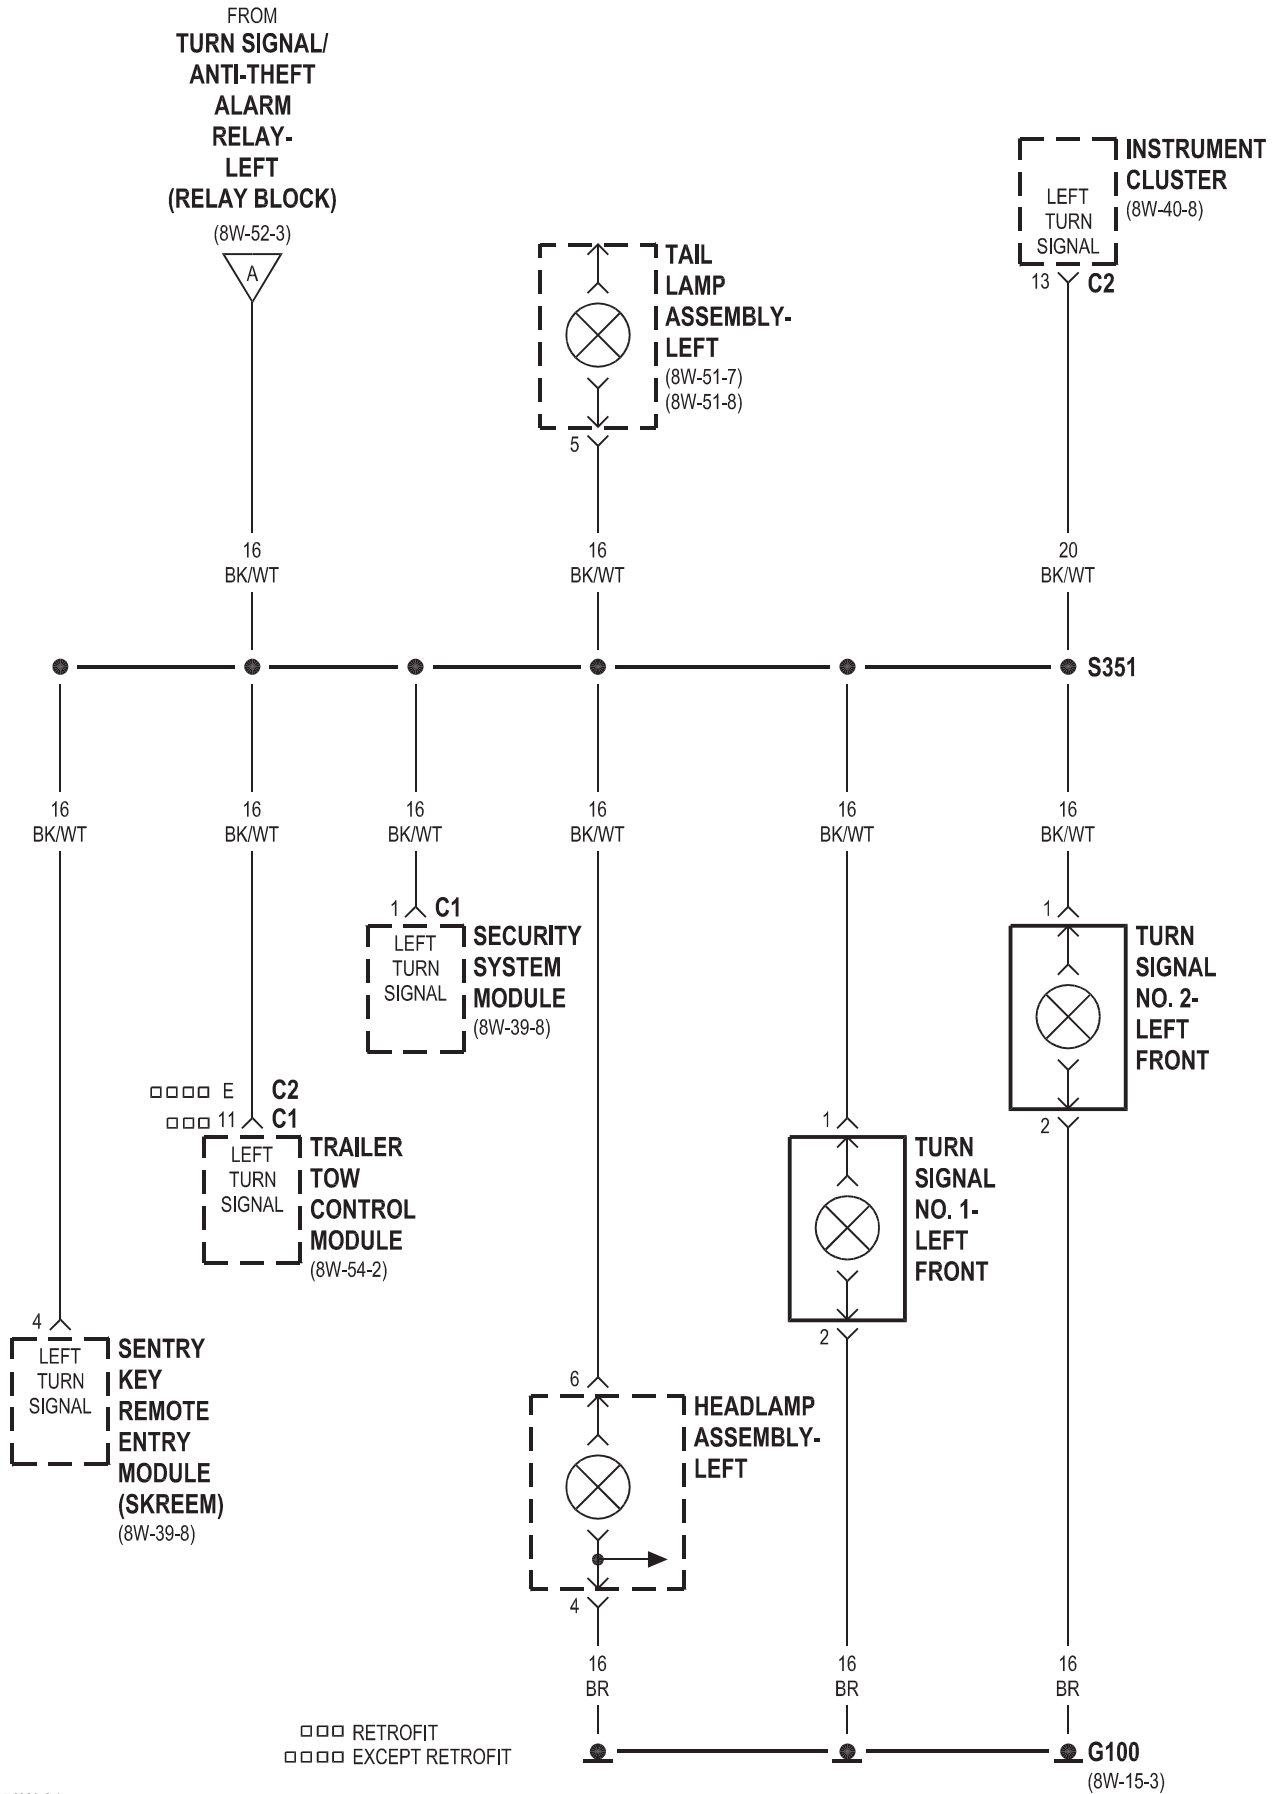 FROM
TURN SIGNAL/
ANTI-THEFT
ALARM
RELAY-
LEFT
(RELAY BLOCK)
(8W-52-3)
A
INSTRUMENT
CLUSTER
(8W-40-8)
LEFT
TURN
SIGNAL
13
C2
TAIL
LAMP
ASSEMBLY-
LEFT
(8W-51-7)
(8W-51-8)
5
16
BK/WT
16
BK/WT
20
BK/WT
S351
16
BK/WT
16
BK/WT
16
BK/WT
16
BK/WT
16
BK/WT
16
BK/WT
1
C1
LEFT
TURN
SIGNAL
SECURITY
SYSTEM
MODULE
(8W-39-8)
1
TURN
SIGNAL
NO. 2-
LEFT
FRONT
2
E
C2
11
C1
LEFT
TURN
SIGNAL
TRAILER
TOW
CONTROL
MODULE
(8W-54-2)
1
TURN
SIGNAL
NO. 1-
LEFT
FRONT
2
4
LEFT
TURN
SIGNAL
SENTRY
KEY
REMOTE
ENTRY
MODULE
(SKREEM)
(8W-39-8)
6
HEADLAMP
ASSEMBLY-
LEFT
4
16
BR
16
BR
16
BR
RETROFIT
EXCEPT RETROFIT
G100
(8W-15-3)